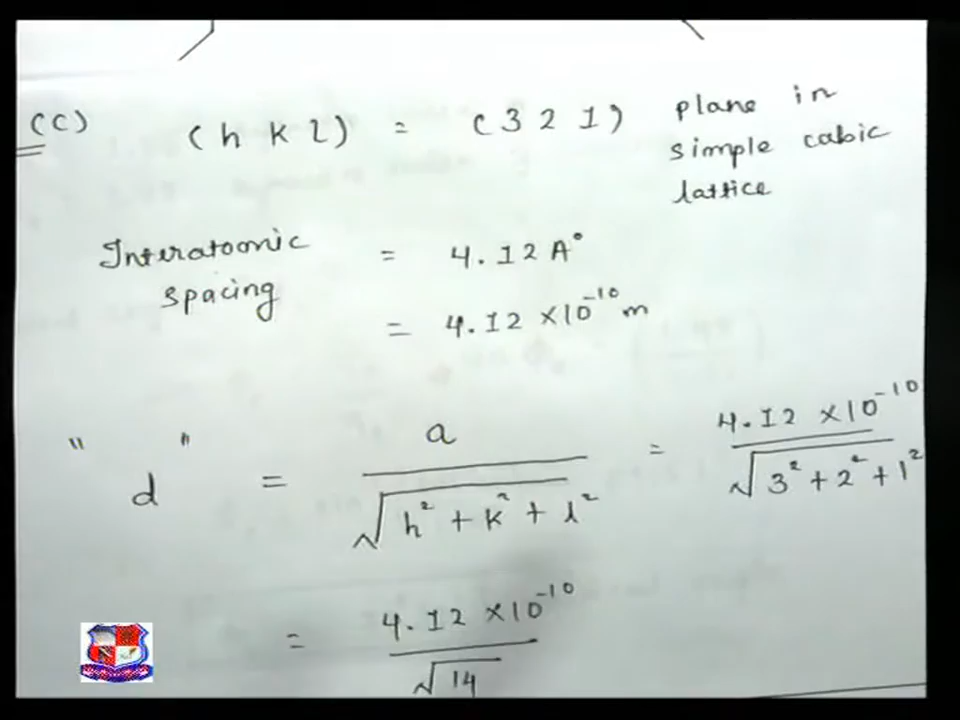 (C) (h k l) = (3 2 1) plane in
simple cabic
lattice
Interatomic = 4.12 A°
spacing
= 4.12 × 10⁻¹⁰ m
" d " = a / √(h² + k² + l²) = 4.12 × 10⁻¹⁰ / √(3² + 2² + 1²)
= 4.12 × 10⁻¹⁰ / √14